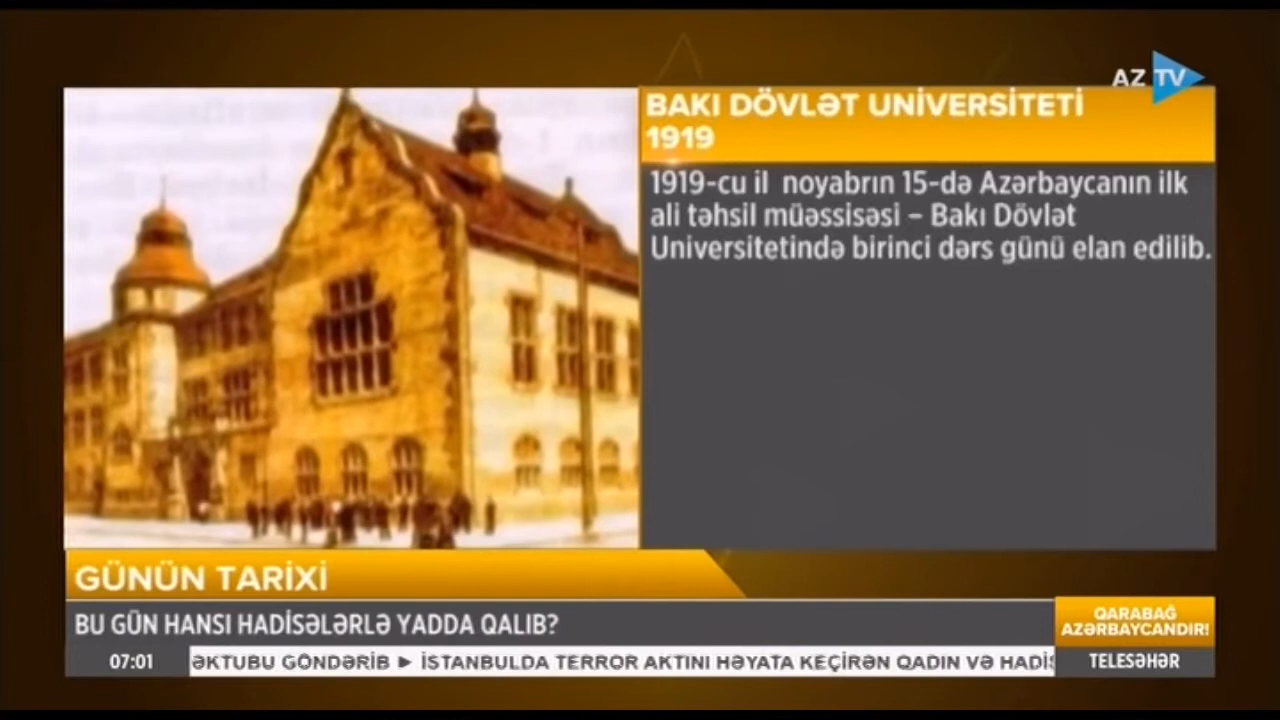 AZ TV
BAKI DÖVLƏT UNİVERSİTETİ
1919
1919-cu il noyabrın 15-də Azərbaycanın ilk
ali təhsil müəssisəsi – Bakı Dövlət
Universitetində birinci dərs günü elan edilib.
GÜNÜN TARİXİ
BU GÜN HANSI HADİSƏLƏRLƏ YADDA QALIB?
QARABAĞ
AZƏRBAYCANDIR!
07:01
ƏKTUBU GÖNDƏRİB ► İSTANBULDA TERROR AKTINI HƏYATA KEÇİRƏN QADIN VƏ HADİS
TELESƏHƏR